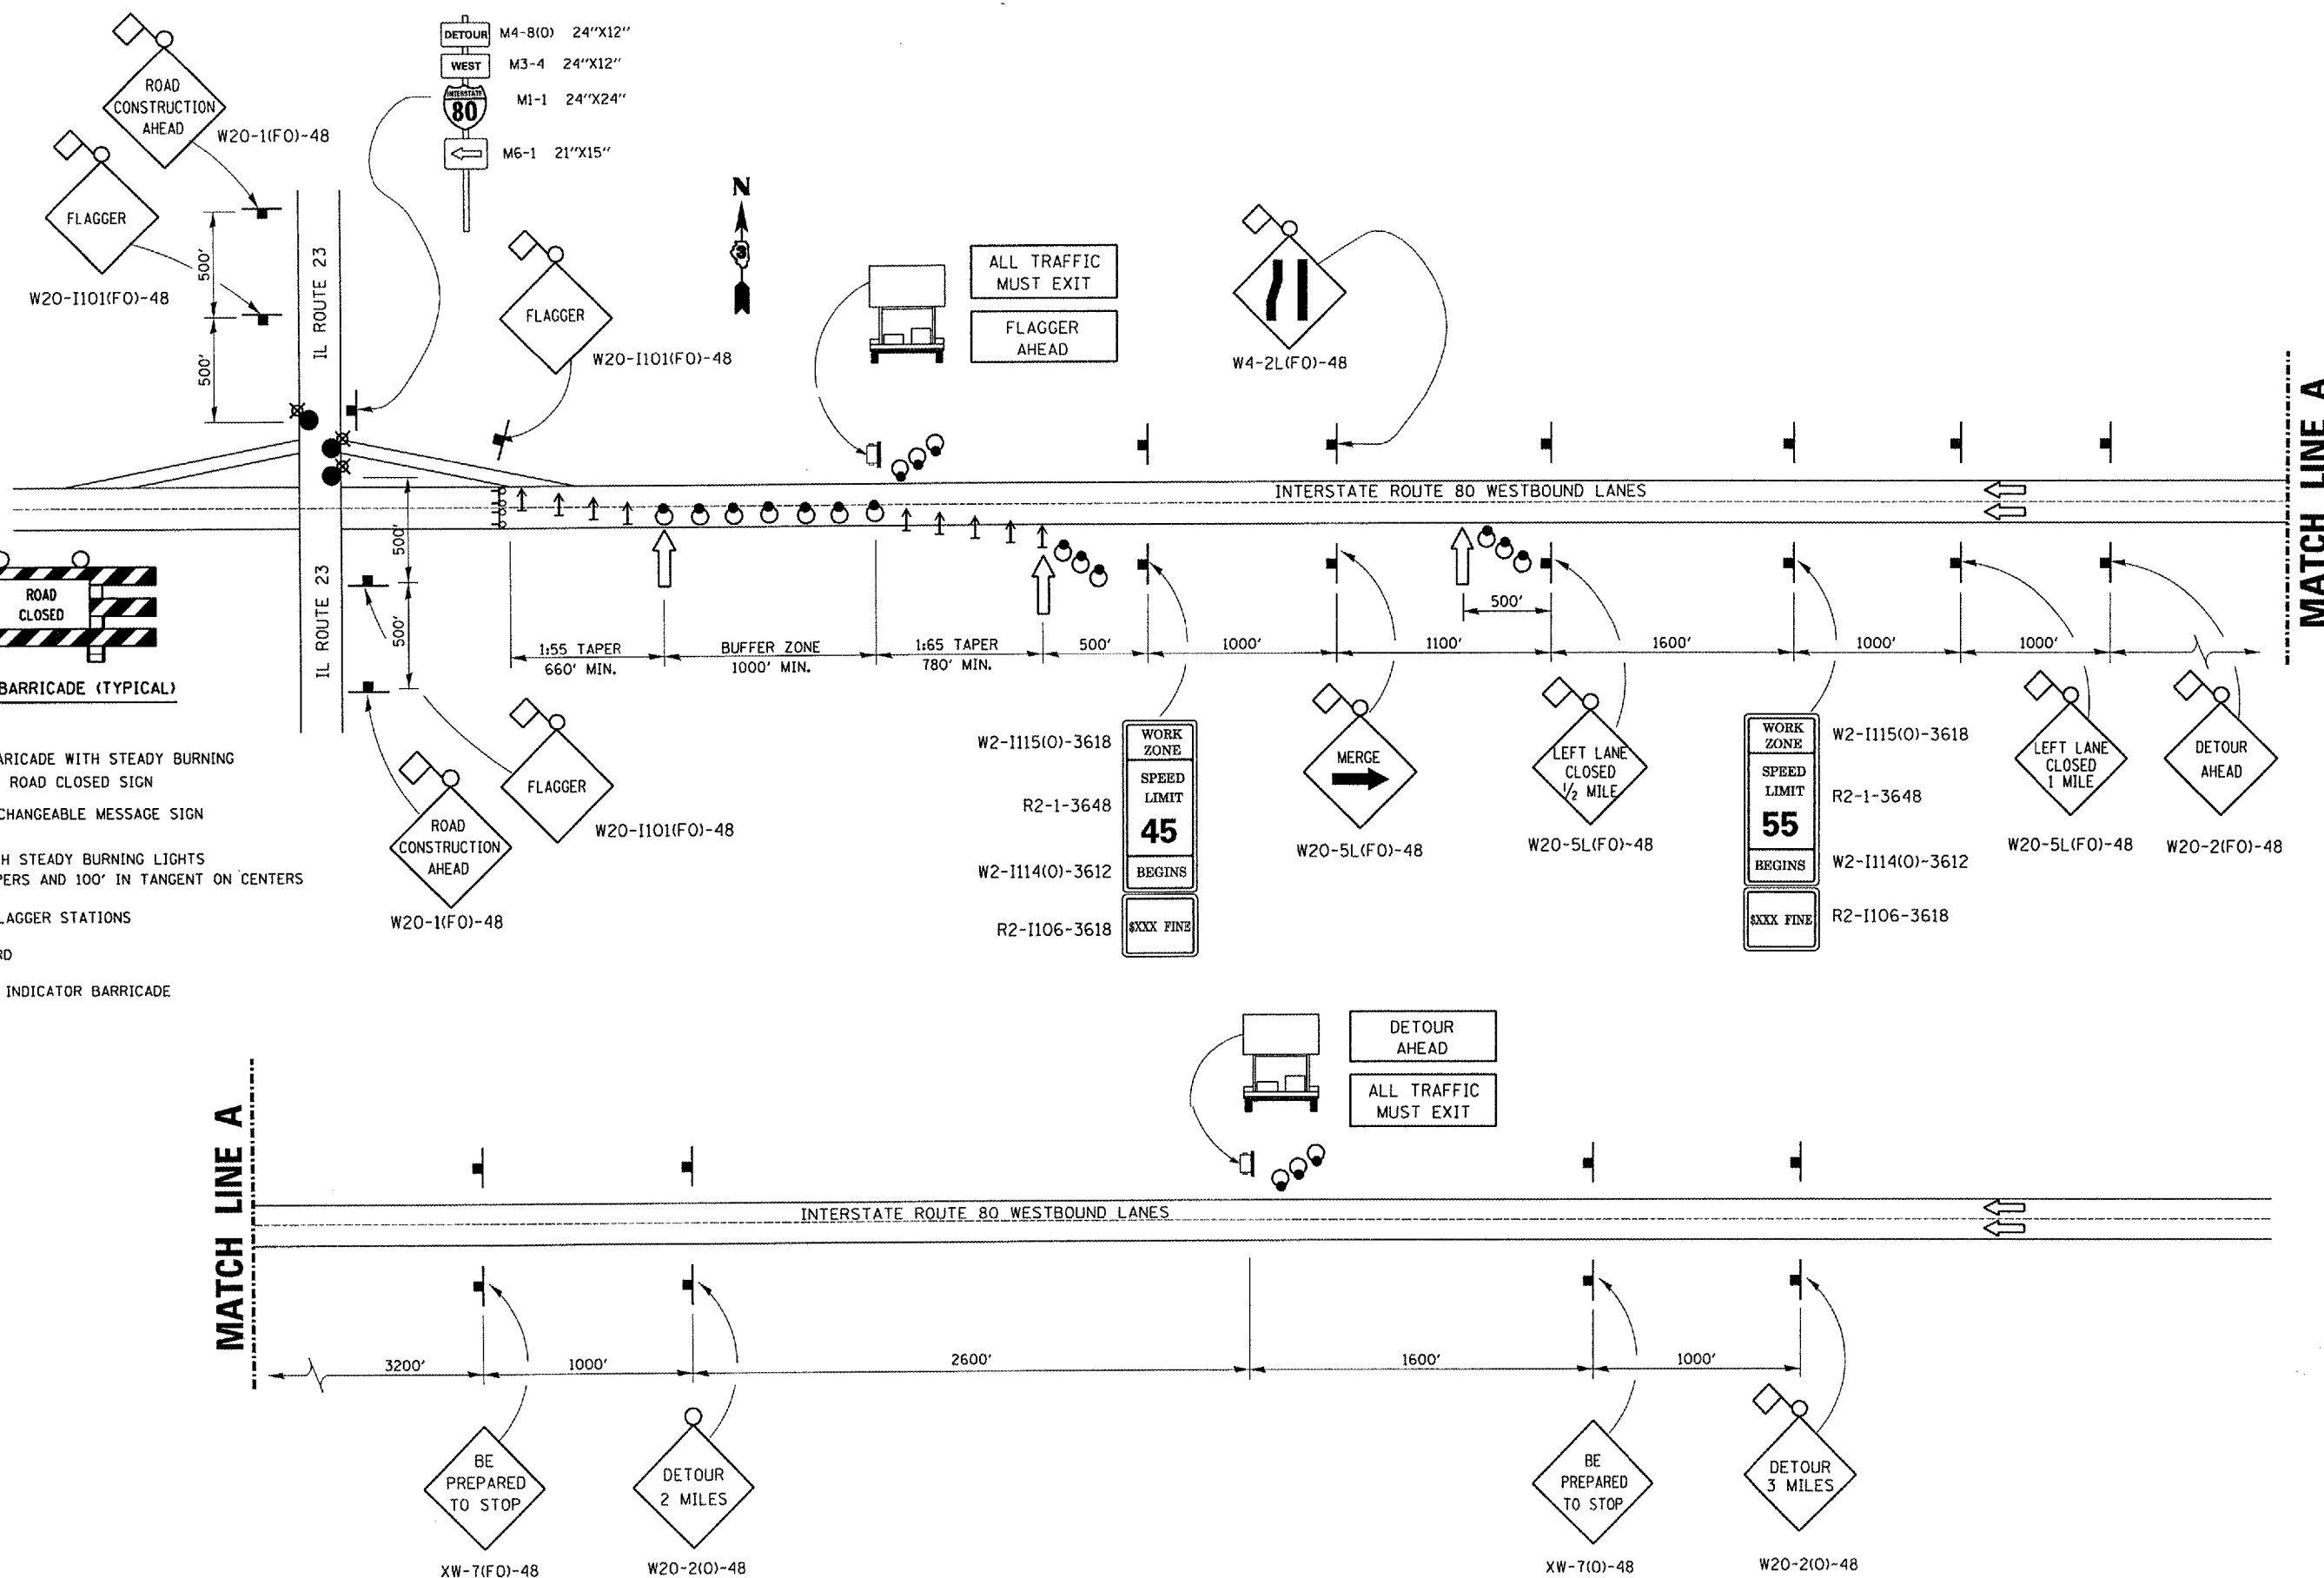 DETOUR M4-8(O) 24"X12"
WEST M3-4 24"X12"
INTERSTATE
80
M1-1 24"X24"
M6-1 21"X15"
ROAD
CONSTRUCTION
AHEAD
W20-1(FO)-48
FLAGGER
W20-I101(FO)-48
500'
500'
IL ROUTE 23
N
3
FLAGGER
W20-I101(FO)-48
ALL TRAFFIC
MUST EXIT
FLAGGER
AHEAD
W4-2L(FO)-48
MATCH LINE A
INTERSTATE ROUTE 80 WESTBOUND LANES
ROAD
CLOSED
BARRICADE (TYPICAL)
IL ROUTE 23
500'
500'
1:55 TAPER
660' MIN.
BUFFER ZONE
1000' MIN.
1:65 TAPER
780' MIN.
500'
1000'
1100'
500'
1600'
1000'
1000'
RICADE WITH STEADY BURNING
ROAD CLOSED SIGN
CHANGEABLE MESSAGE SIGN
H STEADY BURNING LIGHTS
PERS AND 100' IN TANGENT ON CENTERS
LAGGER STATIONS
RD
INDICATOR BARRICADE
ROAD
CONSTRUCTION
AHEAD
W20-1(FO)-48
FLAGGER
W20-I101(FO)-48
W2-I115(O)-3618
R2-1-3648
W2-I114(O)-3612
R2-I106-3618
WORK
ZONE
SPEED
LIMIT
45
BEGINS
$XXX FINE
MERGE
W20-5L(FO)-48
LEFT LANE
CLOSED
1/2 MILE
W20-5L(FO)-48
WORK
ZONE
SPEED
LIMIT
55
BEGINS
$XXX FINE
W2-I115(O)-3618
R2-1-3648
W2-I114(O)-3612
R2-I106-3618
LEFT LANE
CLOSED
1 MILE
W20-5L(FO)-48
DETOUR
AHEAD
W20-2(FO)-48
DETOUR
AHEAD
ALL TRAFFIC
MUST EXIT
MATCH LINE A
INTERSTATE ROUTE 80 WESTBOUND LANES
3200'
1000'
2600'
1600'
1000'
BE
PREPARED
TO STOP
XW-7(FO)-48
DETOUR
2 MILES
W20-2(O)-48
BE
PREPARED
TO STOP
XW-7(O)-48
DETOUR
3 MILES
W20-2(O)-48